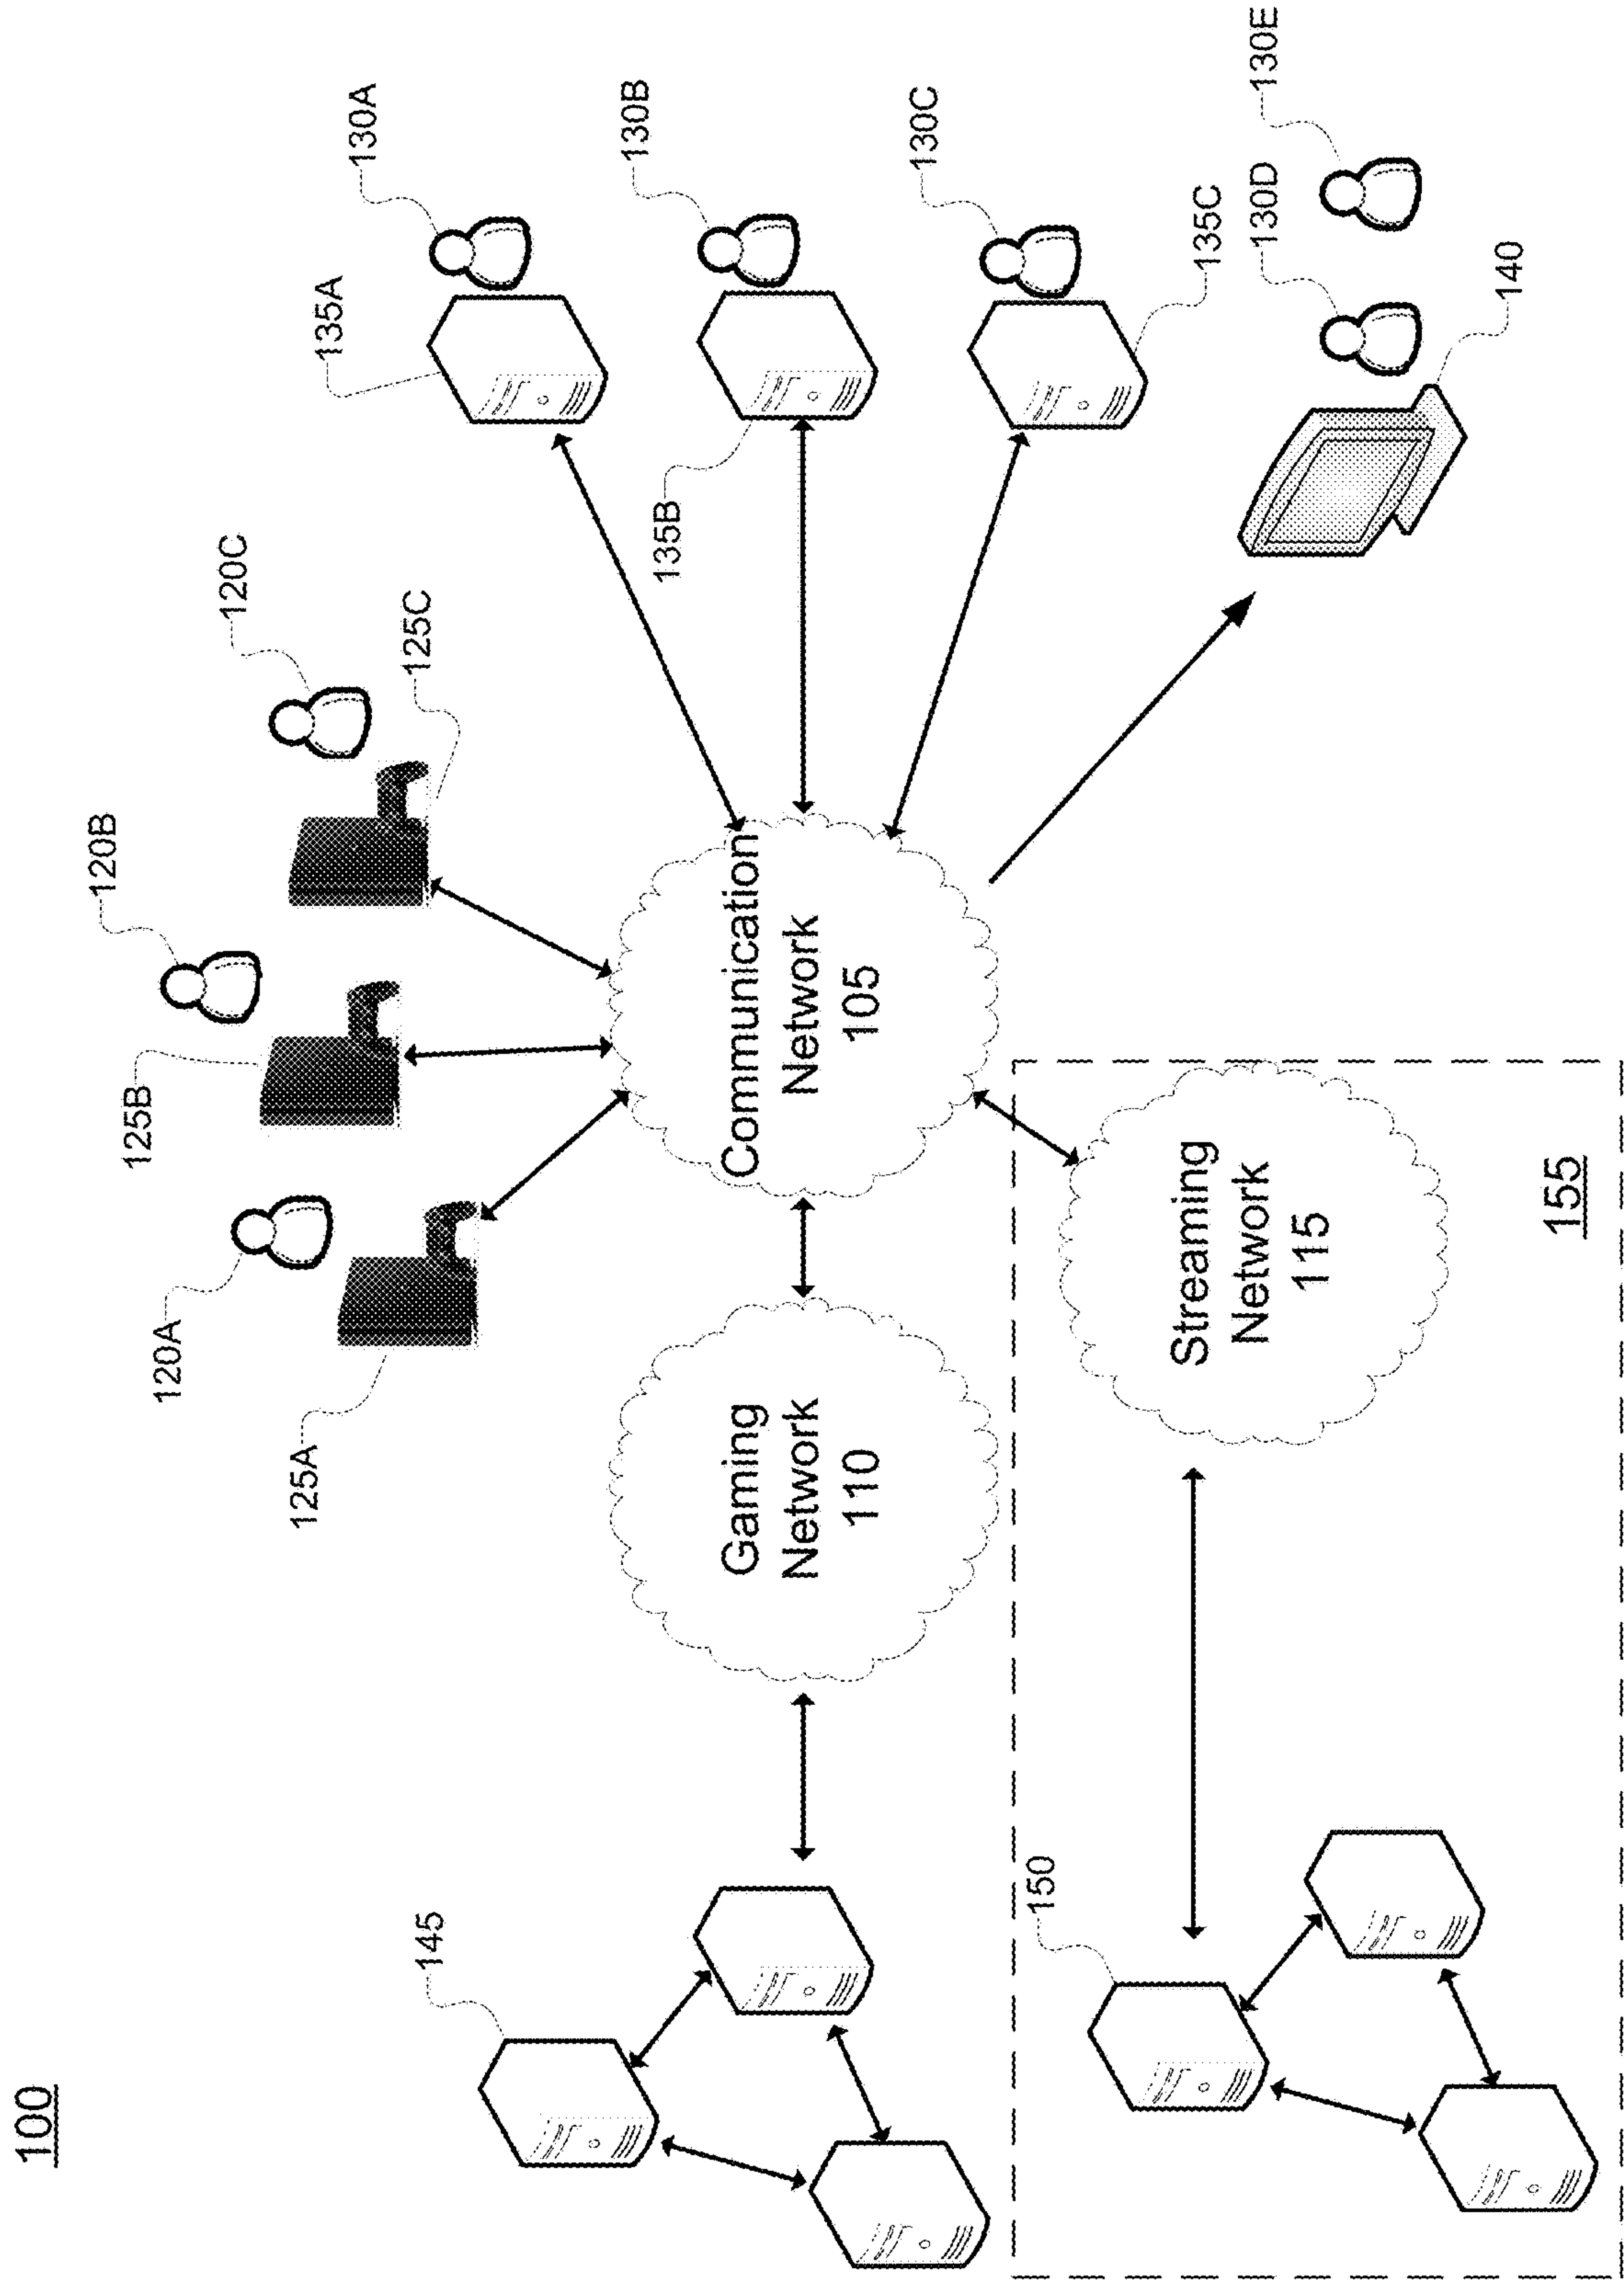 100
120A
120B
120C
125A
125B
125C
135A
130A
135B
130B
130C
135C
130D
130E
140
145
Gaming
Network
110
Communication
Network
105
150
Streaming
Network
115
155